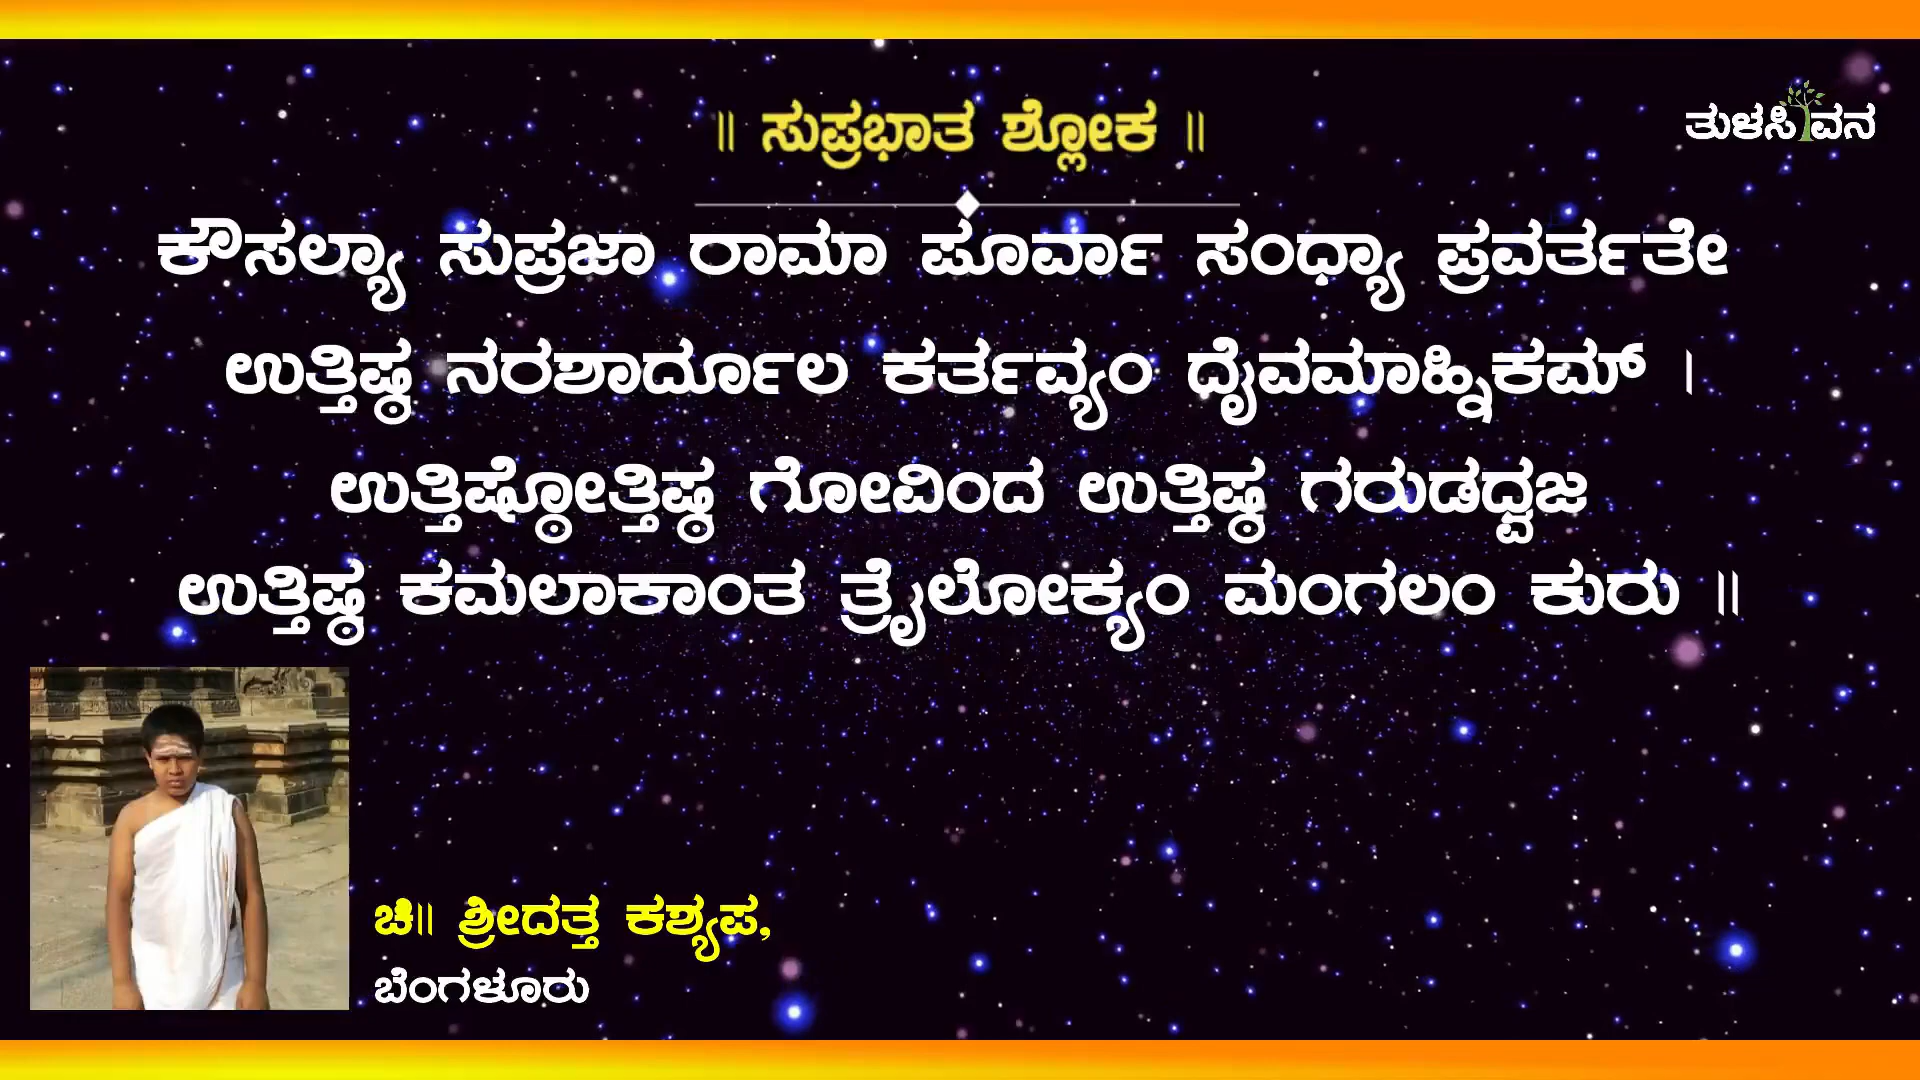 ॥ ಸುಪ್ರಭಾತ ಶ್ಲೋಕ ॥
ತುಳಸಿವನ
ಕೌಸಲ್ಯಾ ಸುಪ್ರಜಾ ರಾಮಾ ಪೂರ್ವಾ ಸಂಧ್ಯಾ ಪ್ರವರ್ತತೇ
ಉತ್ತಿಷ್ಠ ನರಶಾರ್ದೂಲ ಕರ್ತವ್ಯಂ ದೈವಮಾಹ್ನಿಕಮ್ ।
ಉತ್ತಿಷ್ಠೋತ್ತಿಷ್ಠ ಗೋವಿಂದ ಉತ್ತಿಷ್ಠ ಗರುಡಧ್ವಜ
ಉತ್ತಿಷ್ಠ ಕಮಲಾಕಾಂತ ತ್ರೈಲೋಕ್ಯಂ ಮಂಗಲಂ ಕುರು ॥
ಚಿ॥ ಶ್ರೀದತ್ತ ಕಶ್ಯಪ,
ಬೆಂಗಳೂರು